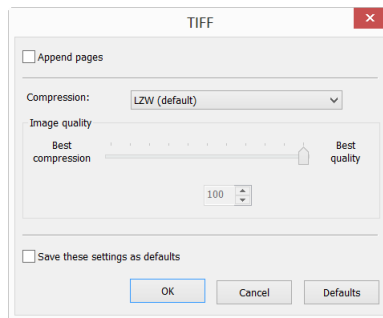 TIFF
Append pages
Compression: LZW (default)
Image quality
Best compression
Best quality
100
Save these settings as defaults
OK Cancel Defaults